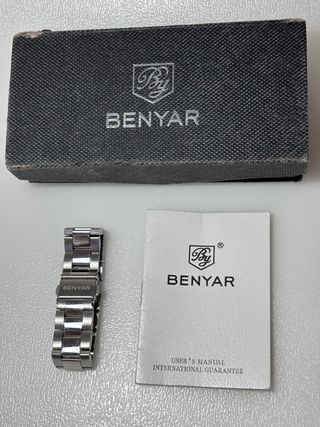 By
BENYAR
BENYAR
By ®
BENYAR
USER'S MANUAL
INTERNATIONAL GUARANTEE